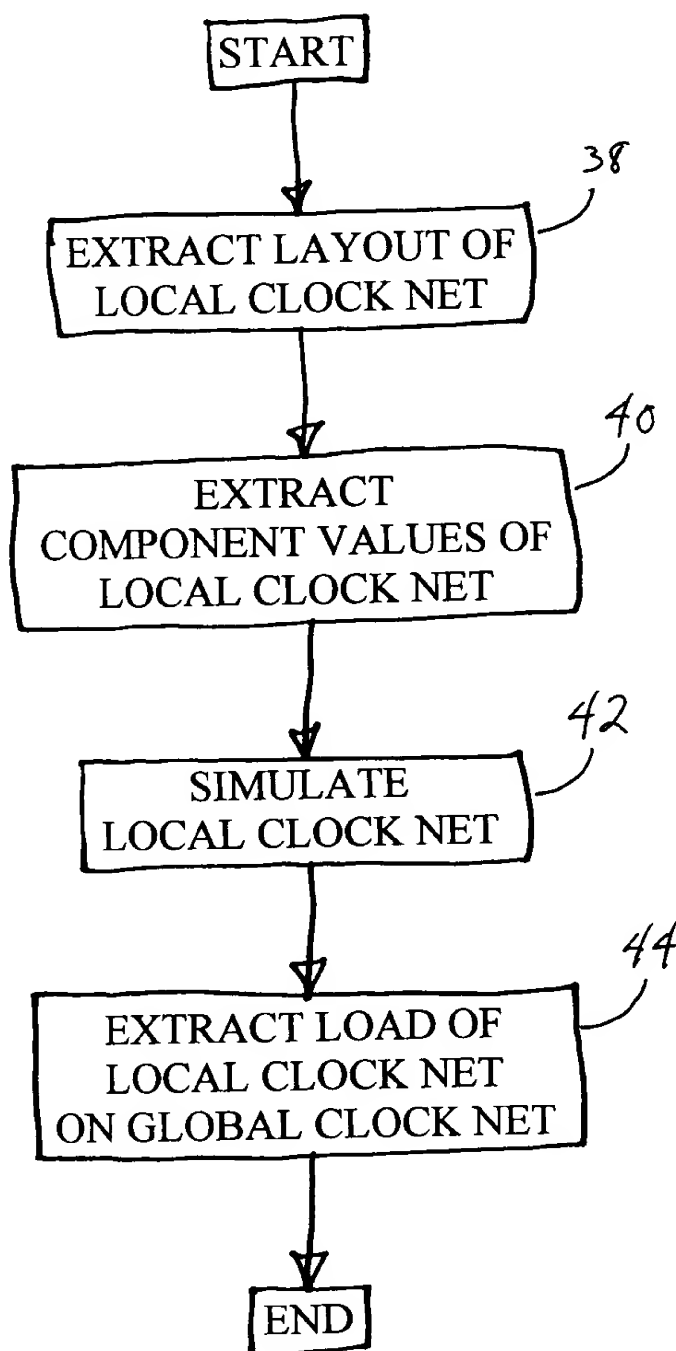 START
38
EXTRACT LAYOUT OF
LOCAL CLOCK NET
40
EXTRACT
COMPONENT VALUES OF
LOCAL CLOCK NET
42
SIMULATE
LOCAL CLOCK NET
44
EXTRACT LOAD OF
LOCAL CLOCK NET
ON GLOBAL CLOCK NET
END